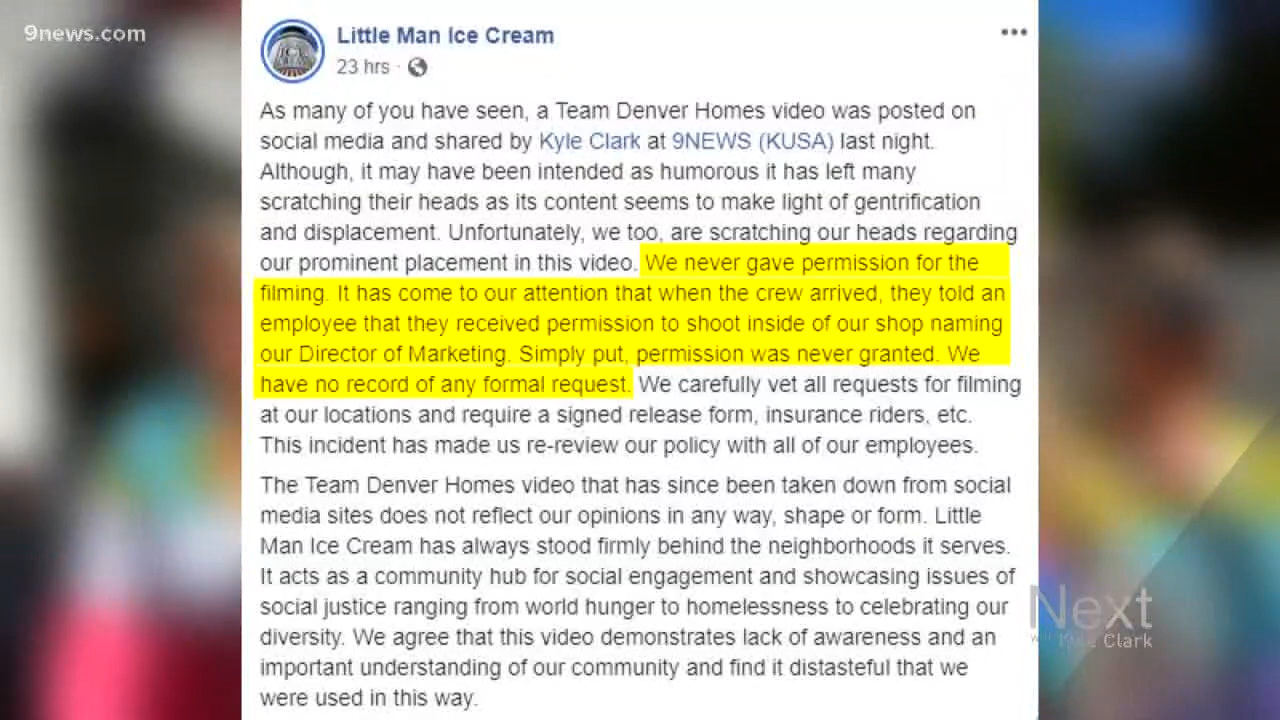 9news.com
Little Man Ice Cream
23 hrs ·
As many of you have seen, a Team Denver Homes video was posted on
social media and shared by Kyle Clark at 9NEWS (KUSA) last night.
Although, it may have been intended as humorous it has left many
scratching their heads as its content seems to make light of gentrification
and displacement. Unfortunately, we too, are scratching our heads regarding
our prominent placement in this video. We never gave permission for the
filming. It has come to our attention that when the crew arrived, they told an
employee that they received permission to shoot inside of our shop naming
our Director of Marketing. Simply put, permission was never granted. We
have no record of any formal request. We carefully vet all requests for filming
at our locations and require a signed release form, insurance riders, etc.
This incident has made us re-review our policy with all of our employees.
The Team Denver Homes video that has since been taken down from social
media sites does not reflect our opinions in any way, shape or form. Little
Man Ice Cream has always stood firmly behind the neighborhoods it serves.
It acts as a community hub for social engagement and showcasing issues of
social justice ranging from world hunger to homelessness to celebrating our
diversity. We agree that this video demonstrates lack of awareness and an
important understanding of our community and find it distasteful that we
were used in this way.
Next
with Kyle Clark